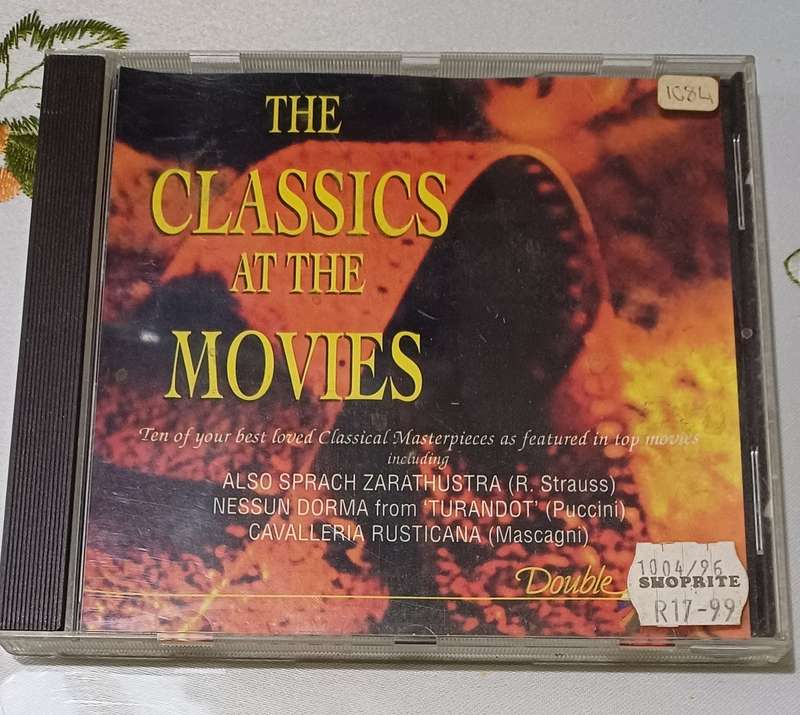 1084
THE
CLASSICS
AT THE
MOVIES
Ten of your best loved Classical Masterpieces as featured in top movies
including
ALSO SPRACH ZARATHUSTRA (R. Strauss)
NESSUN DORMA from ‘TURANDOT’ (Puccini)
CAVALLERIA RUSTICANA (Mascagni)
Double
1004/96
SHOPRITE
R17-99